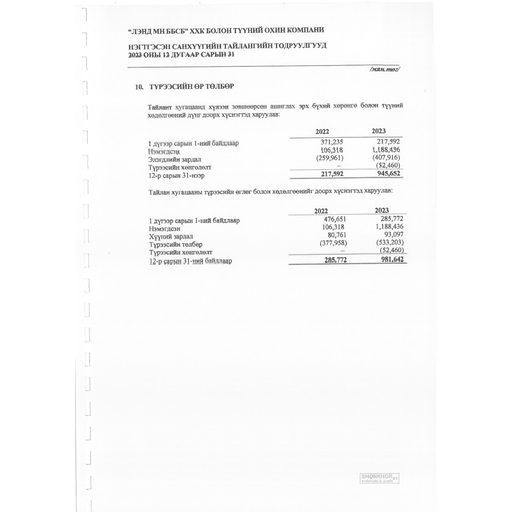 "ЛЭНД МН ББСБ" ХХК БОЛОН ТҮҮНИЙ ОХИН КОМПАНИ
НЭГТГЭСЭН САНХҮҮГИЙН ТАЙЛАНГИЙН ТОДРУУЛГУУД
2023 ОНЫ 12 ДУГААР САРЫН 31
/мян.төг/
10. ТҮРЭЭСИЙН ӨР ТӨЛБӨР
Тайлант хугацаанд хүлээн зөвшөөрсөн ашиглах эрх бүхий хөрөнгө болон түүний
хөдөлгөөний дүнг доорх хүснэгтэд харуулав:
2022 2023
1 дүгээр сарын 1-ний байдлаар 371,235 217,592
Нэмэгдсэн 106,318 1,188,436
Элэгдлийн зардал (259,961) (407,916)
Түрээсийн хөнгөлөлт – (52,460)
12-р сарын 31-нээр 217,592 945,652
Тайлан хугацааны түрээсийн өглөг болон хөдөлгөөнийг доорх хүснэгтэд харуулав:
2022 2023
1 дүгээр сарын 1-ний байдлаар 476,651 285,772
Нэмэгдсэн 106,318 1,188,436
Хүүний зардал 80,761 93,097
Түрээсийн төлбөр (377,958) (533,203)
Түрээсийн хөнгөлөлт – (52,460)
12-р сарын 31-ний байдлаар 285,772 981,642
SHONKHOR